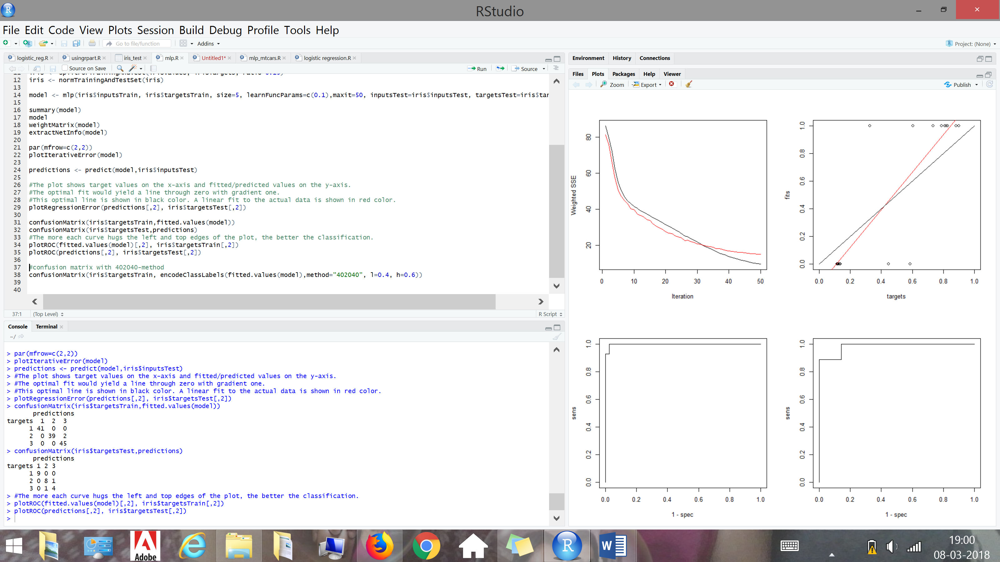 RStudio
File Edit Code View Plots Session Build Debug Profile Tools Help
Go to file/function Addins Project: (None)
logistic_reg.R usingrpart.R iris_test mlp.R Untitled1* mlp_mtcars.R logistic regression.R
Source on Save Run Source
12 iris <- normTrainingAndTestSet(iris)
13
14 model <- mlp(iris$inputsTrain, iris$targetsTrain, size=5, learnFuncParams=c(0.1),maxit=50, inputsTest=iris$inputsTest, targetsTest=iris$tar
15
16 summary(model)
17 model
18 weightMatrix(model)
19 extractNetInfo(model)
20
21 par(mfrow=c(2,2))
22 plotIterativeError(model)
23
24 predictions <- predict(model,iris$inputsTest)
25
26 #The plot shows target values on the x-axis and fitted/predicted values on the y-axis.
27 #The optimal fit would yield a line through zero with gradient one.
28 #This optimal line is shown in black color. A linear fit to the actual data is shown in red color.
29 plotRegressionError(predictions[,2], iris$targetsTest[,2])
30
31 confusionMatrix(iris$targetsTrain,fitted.values(model))
32 confusionMatrix(iris$targetsTest,predictions)
33 #The more each curve hugs the left and top edges of the plot, the better the classification.
34 plotROC(fitted.values(model)[,2], iris$targetsTrain[,2])
35 plotROC(predictions[,2], iris$targetsTest[,2])
36
37 #confusion matrix with 402040-method
38 confusionMatrix(iris$targetsTrain, encodeClassLabels(fitted.values(model),method="402040", l=0.4, h=0.6))
39
40
37:1 (Top Level) R Script
Console Terminal
~/
> par(mfrow=c(2,2))
> plotIterativeError(model)
> predictions <- predict(model,iris$inputsTest)
> #The plot shows target values on the x-axis and fitted/predicted values on the y-axis.
> #The optimal fit would yield a line through zero with gradient one.
> #This optimal line is shown in black color. A linear fit to the actual data is shown in red color.
> plotRegressionError(predictions[,2], iris$targetsTest[,2])
> confusionMatrix(iris$targetsTrain,fitted.values(model))
predictions
targets 1 2 3
1 41 0 0
2 0 39 2
3 0 0 45
> confusionMatrix(iris$targetsTest,predictions)
predictions
targets 1 2 3
1 9 0 0
2 0 8 1
3 0 1 4
> #The more each curve hugs the left and top edges of the plot, the better the classification.
> plotROC(fitted.values(model)[,2], iris$targetsTrain[,2])
> plotROC(predictions[,2], iris$targetsTest[,2])
>
Environment History Connections
Files Plots Packages Help Viewer
Zoom Export Publish
Weighted SSE
80
60
40
20
0 10 20 30 40 50
Iteration
fits
1.0
0.8
0.6
0.4
0.2
0.0
0.0 0.2 0.4 0.6 0.8 1.0
targets
sens
1.0
0.8
0.6
0.4
0.2
0.0
0.0 0.2 0.4 0.6 0.8 1.0
1 - spec
sens
1.0
0.8
0.6
0.4
0.2
0.0
0.0 0.2 0.4 0.6 0.8 1.0
1 - spec
Adobe
R
W
19:00
08-03-2018